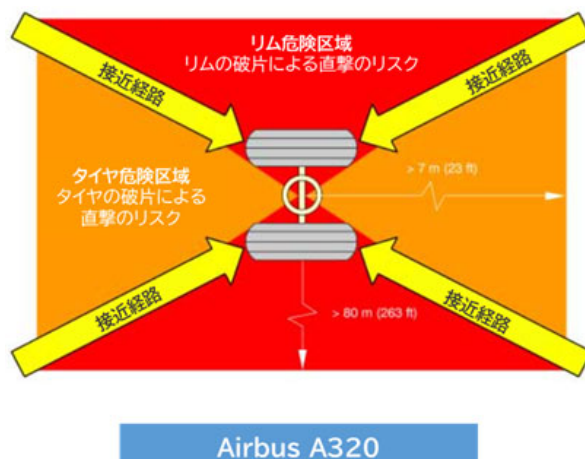 リム危険区域
リムの破片による直撃のリスク
接近経路
接近経路
タイヤ危険区域
タイヤの破片による
直撃のリスク
> 7 m (23 ft)
接近経路
接近経路
> 80 m (263 ft)
Airbus A320